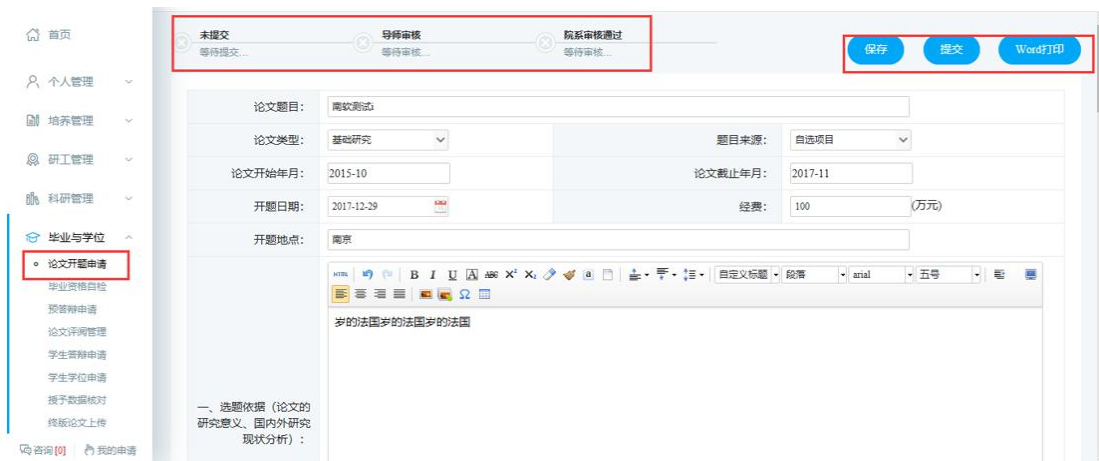 首页
个人管理
培养管理
研工管理
科研管理
毕业与学位
论文开题申请
毕业资格自检
预答辩申请
论文评阅管理
学生答辩申请
学生学位申请
授予数据核对
终版论文上传
咨询[0] 我的申请
未提交 导师审核 院系审核通过
等待提交... 等待审核... 等待审核...
保存 提交 Word打印
论文题目： 南软测试i
论文类型： 基础研究 题目来源： 自选项目
论文开始年月： 2015-10 论文截止年月： 2017-11
开题日期： 2017-12-29 经费： 100 (万元)
开题地点： 南京
HTML B I U A ABC X² X₂ a 自定义标题 段落 arial 五号
Ω
岁的法国岁的法国岁的法国
一、选题依据（论文的
研究意义、国内外研究
现状分析）：